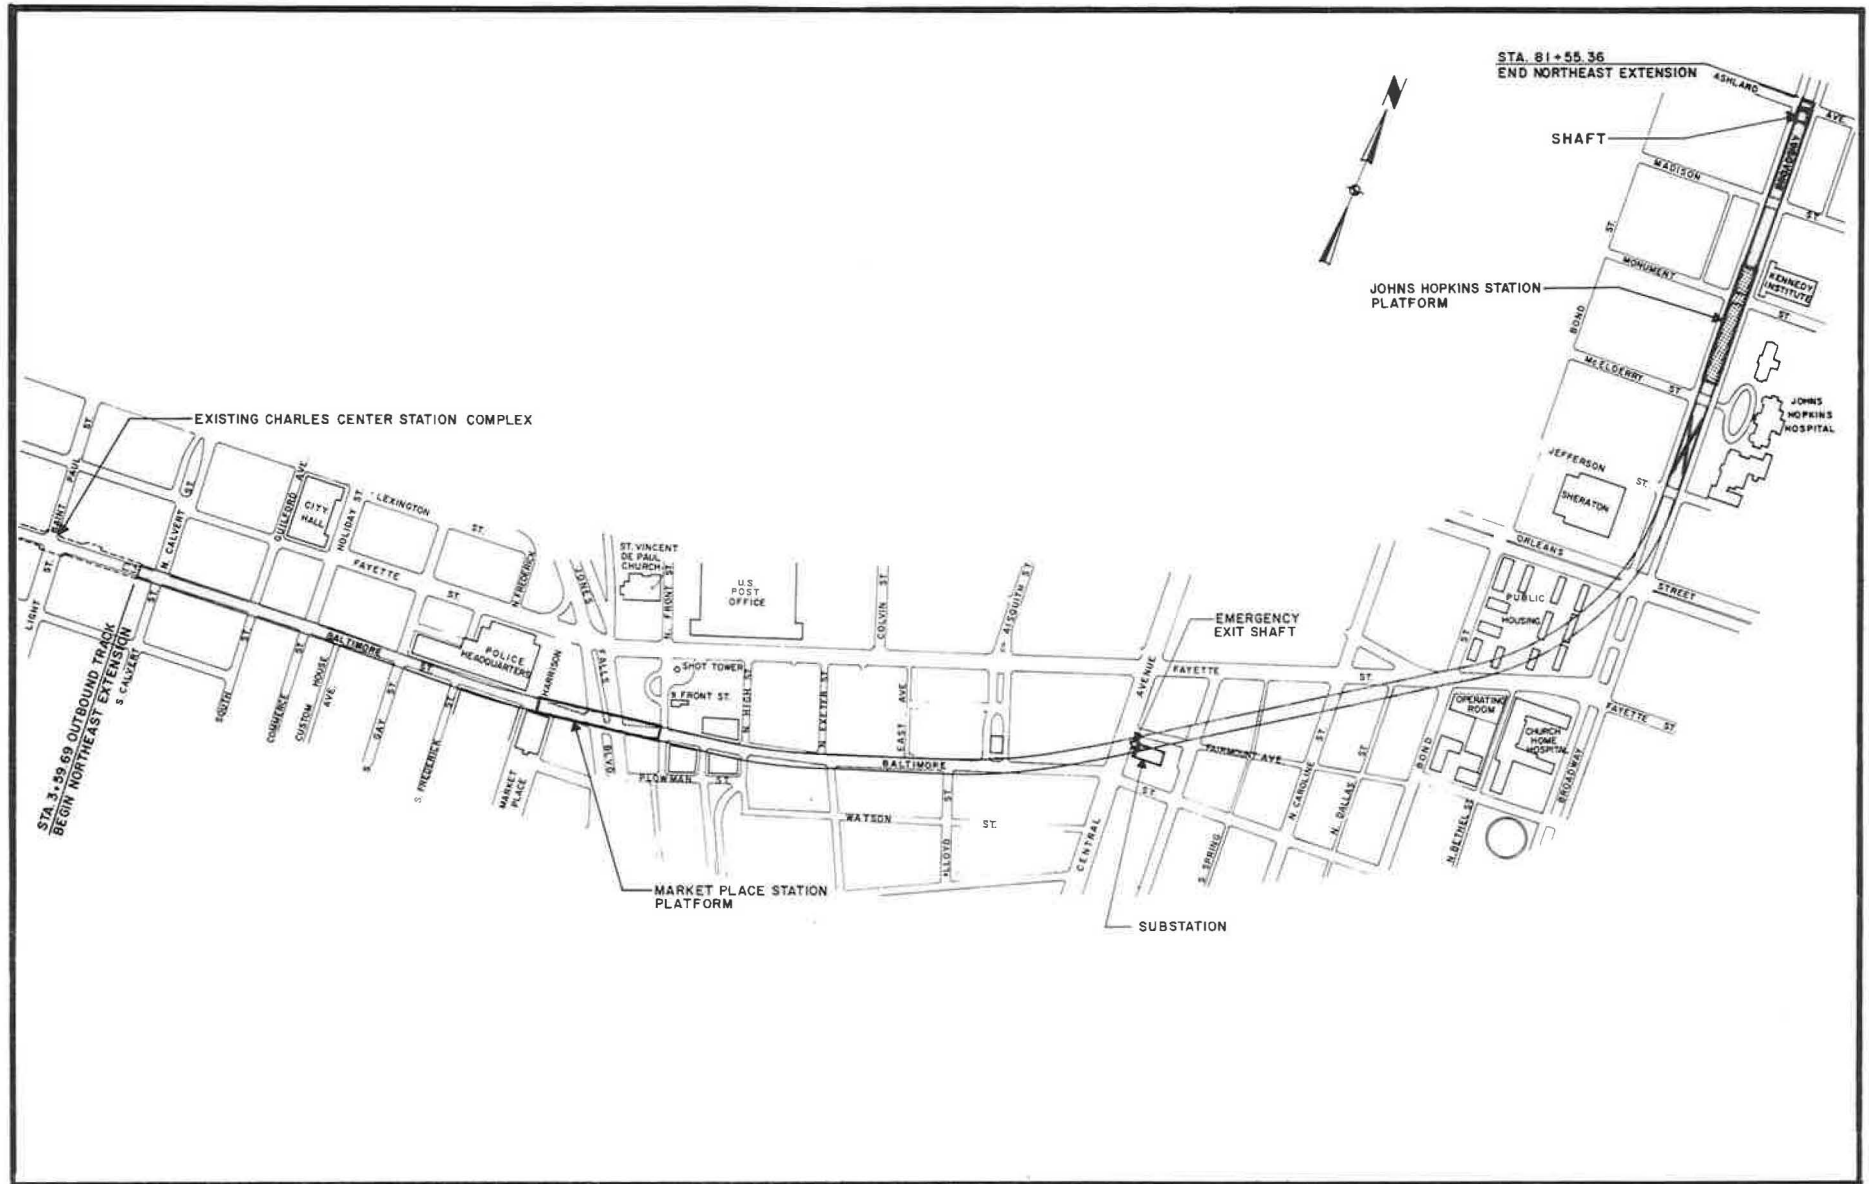 STA. 81+55.36
END NORTHEAST EXTENSION
ASHLAND
AVE.
SHAFT
BROADWAY
MADISON
ST.
ST.
MONUMENT
ST.
KENNEDY
INSTITUTE
JOHNS HOPKINS STATION
PLATFORM
BOND
McELDERRY
ST.
JOHNS
HOPKINS
HOSPITAL
JEFFERSON
ST.
SHERATON
ORLEANS
STREET
EXISTING CHARLES CENTER STATION COMPLEX
ST
PAUL
SAINT
ST.
N. CALVERT
GUILFORD AVE
CITY
HALL
HOLIDAY ST.
LEXINGTON
ST.
FAYETTE
ST.
N. FREDERICK
JONES
FALLS
BLVD
ST. VINCENT
DE PAUL
CHURCH
N. FRONT ST.
U.S.
POST
OFFICE
COLVIN ST
AISQUITH ST
EMERGENCY
EXIT SHAFT
PUBLIC
HOUSING
ST.
LIGHT
ST.
STA. 3+59.69 OUTBOUND TRACK
BEGIN NORTHEAST EXTENSION
S. CALVERT
ST.
SOUTH
ST.
COMMERCE
ST.
CUSTOM HOUSE
AVE.
BALTIMORE
ST.
S. GAY
ST.
S. FREDERICK
ST.
POLICE
HEADQUARTERS
HARRISON
MARKET
PLACE
SHOT TOWER
9 FRONT ST.
N HIGH ST.
N. EXETER ST.
EAST AVE
AVENUE
FAYETTE
ST.
OPERATING
ROOM
CHURCH
HOME
HOSPITAL
FAYETTE ST
BROADWAY
PLOWMAN
ST.
BALTIMORE
ST.
FAIRMOUNT AVE.
WATSON
ST.
LLOYD
ST
CENTRAL
S. SPRING
ST.
N. CAROLINE
ST
N. DALLAS
ST
BOND
N. BETHEL ST
MARKET PLACE STATION
PLATFORM
SUBSTATION